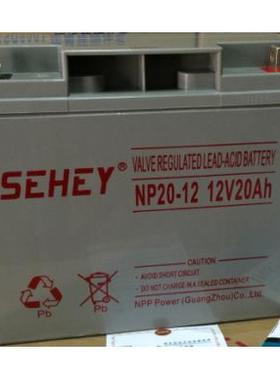 SEHEY®
VALVE REGULATED LEAD-ACID BATTERY
NP20-12 12V20Ah
CAUTION:
• AVOID SHORT CIRCUIT
• DO NOT CHARGE IN A SEALED CONTAINER
NPP Power (GuangZhou) Co., Ltd.
Pb Pb